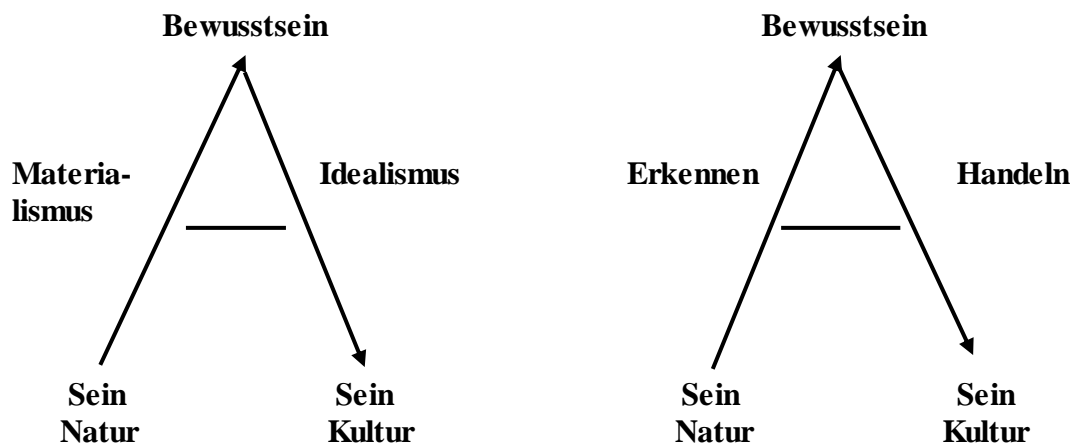 Bewusstsein
Materia-
lismus
Idealismus
Sein
Natur
Sein
Kultur
Bewusstsein
Erkennen
Handeln
Sein
Natur
Sein
Kultur